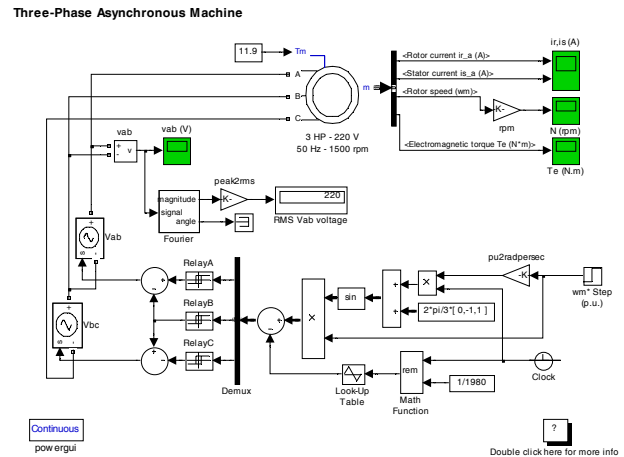 Three-Phase Asynchronous Machine
ir,is (A)
11.9
Tm
<Rotor current ir_a (A)>
A
<Stator current is_a (A)>
m
<Rotor speed (wm)>
B
-K-
rpm
N (rpm)
C
3 HP - 220 V
50 Hz - 1500 rpm
<Electromagnetic torque Te (N*m)>
Te (N.m)
vab
vab (V)
+
-
v
peak2rms
magnitude
signal
angle
-K-
220
RMS Vab voltage
Fourier
Vab
pu2radpersec
-K-
wm* Step
(p.u.)
RelayA
RelayB
RelayC
Demux
×
sin
+
+
×
2*pi/3*[ 0,-1,1 ]
Vbc
Look-Up
Table
rem
Math
Function
1/1980
Clock
Continuous
powergui
?
Double click here for more info